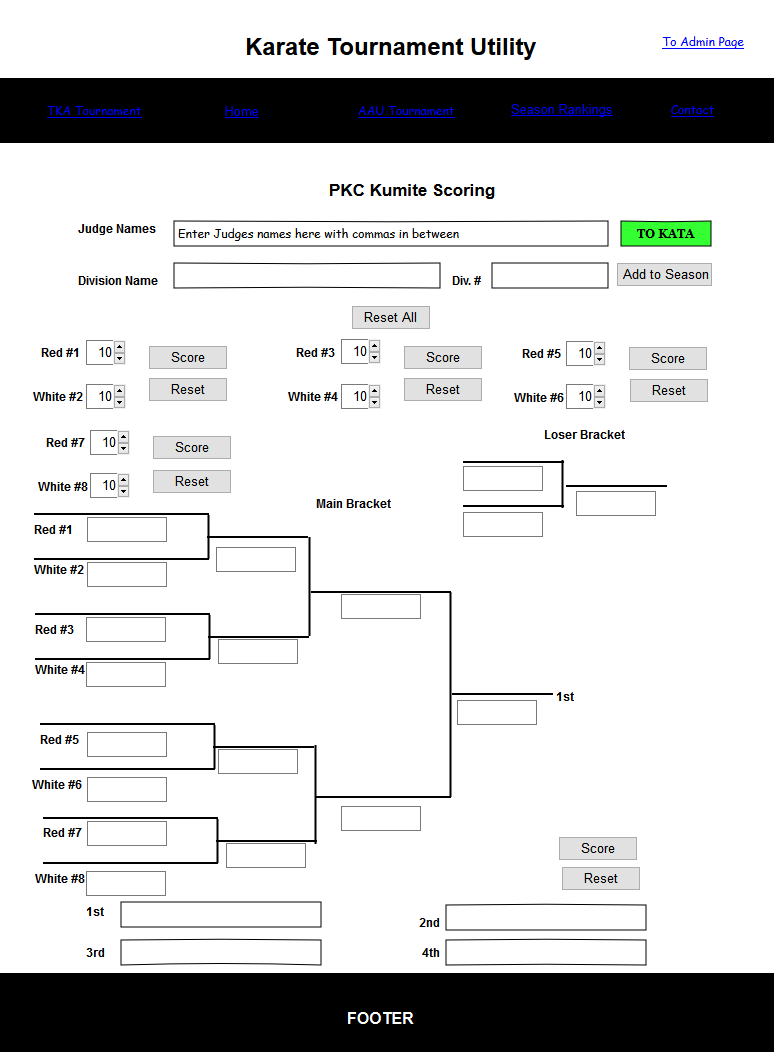 Karate Tournament Utility
To Admin Page
TKA Tournament Home AAU Tournament Season Rankings Contact
PKC Kumite Scoring
Judge Names Enter Judges names here with commas in between TO KATA
Division Name Div. # Add to Season
Reset All
Red #1 10 Score Red #3 10 Score Red #5 10 Score
White #2 10 Reset White #4 10 Reset White #6 10 Reset
Red #7 10 Score
White #8 10 Reset
Loser Bracket
Main Bracket
Red #1
White #2
Red #3
White #4
1st
Red #5
White #6
Red #7
White #8
Score
Reset
1st 2nd
3rd 4th
FOOTER